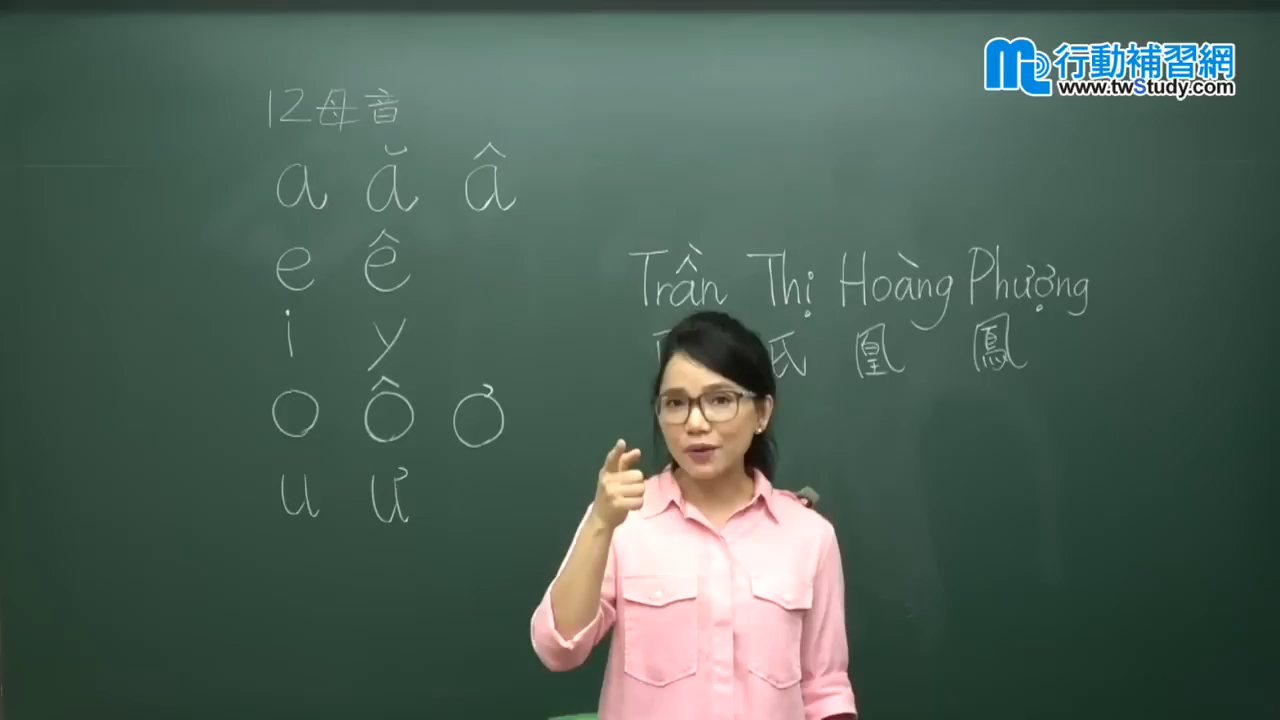 行動補習網
www.twStudy.com
12母音
a ă â
e ê
i y
o ô ơ
u ư
Trần Thị Hoàng Phượng
氏 凰 鳳